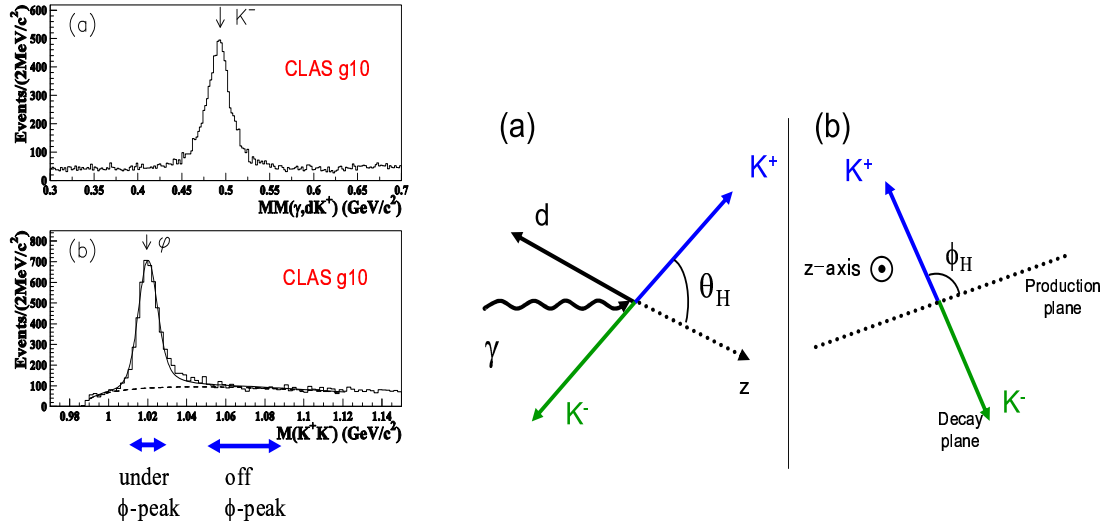 (a)
K⁻
CLAS g10
Events/(2MeV/c²)
600
500
400
300
200
100
0
0.3
0.35
0.4
0.45
0.5
0.55
0.6
0.65
0.7
MM(γ,dK⁺) (GeV/c²)
(b)
φ
CLAS g10
Events/(2MeV/c²)
800
700
600
500
400
300
200
100
0
0.98
1
1.02
1.04
1.06
1.08
1.1
1.12
1.14
M(K⁺K⁻) (GeV/c²)
under
ϕ-peak
off
ϕ-peak
(a)
K⁺
d
θH
γ
z
K⁻
(b)
K⁺
z-axis
ϕH
Production
plane
K⁻
Decay
plane